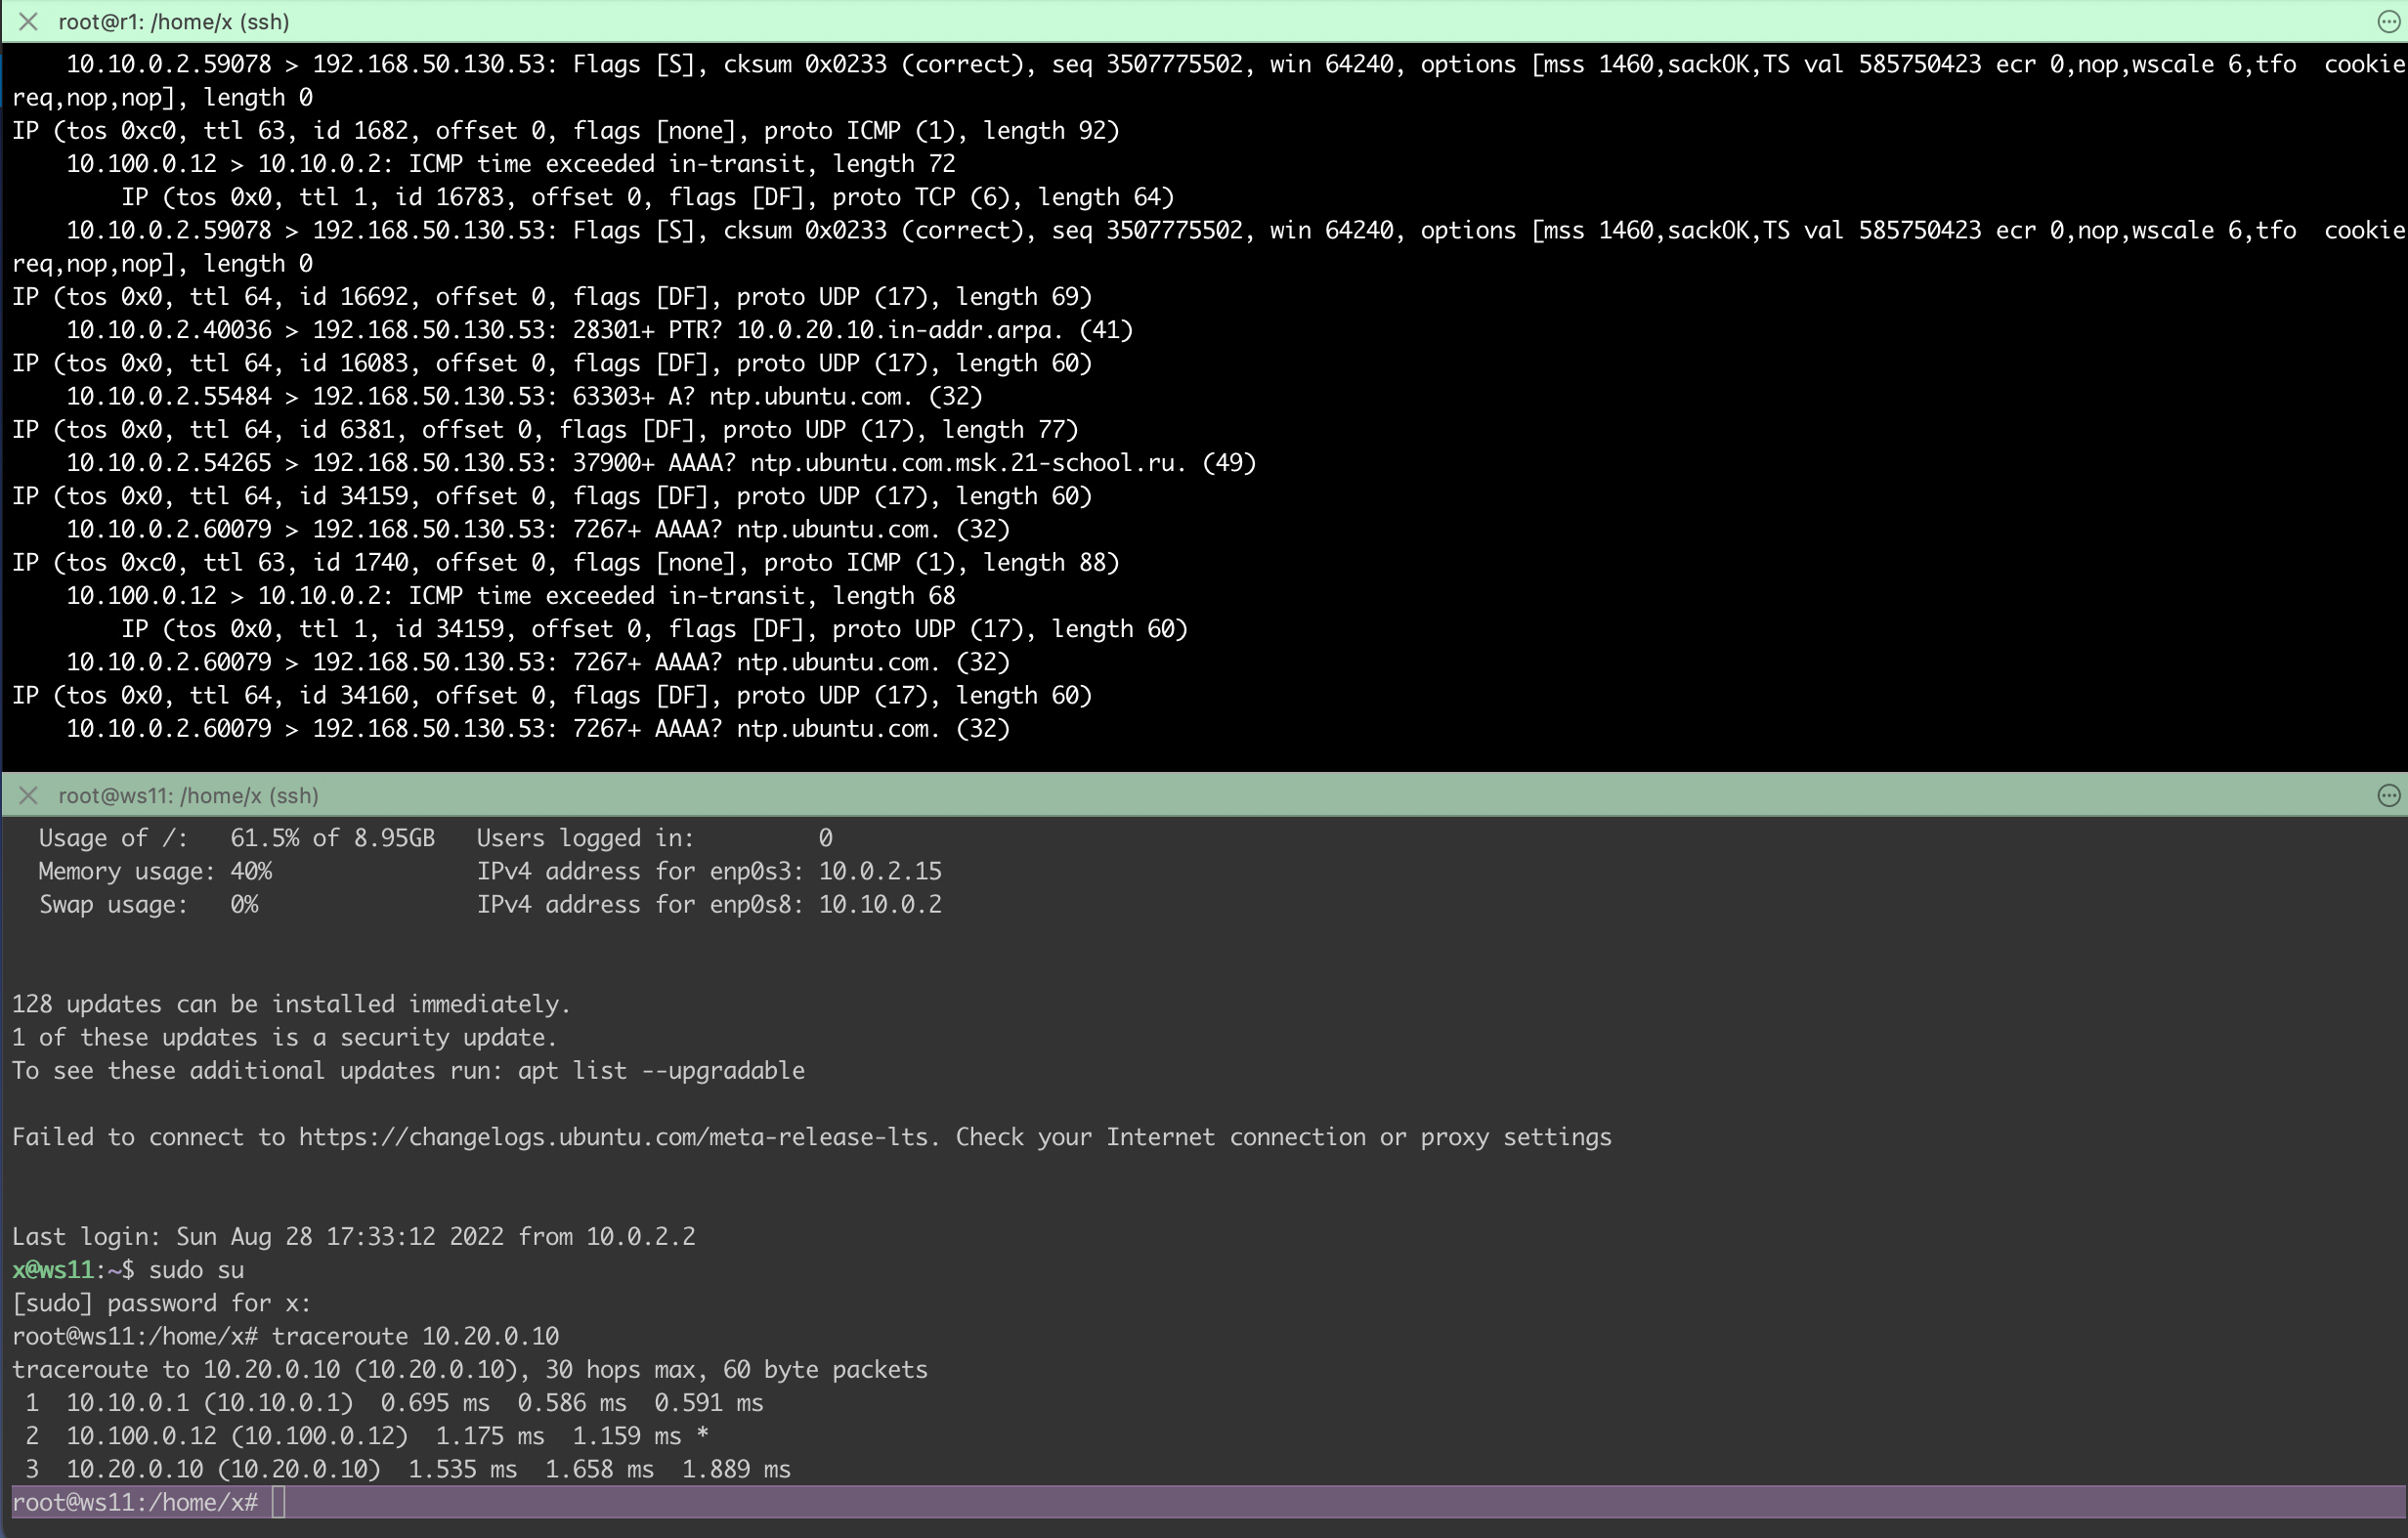 root@r1: /home/x (ssh)
    10.10.0.2.59078 > 192.168.50.130.53: Flags [S], cksum 0x0233 (correct), seq 3507775502, win 64240, options [mss 1460,sackOK,TS val 585750423 ecr 0,nop,wscale 6,tfo  cookie
req,nop,nop], length 0
IP (tos 0xc0, ttl 63, id 1682, offset 0, flags [none], proto ICMP (1), length 92)
    10.100.0.12 > 10.10.0.2: ICMP time exceeded in-transit, length 72
        IP (tos 0x0, ttl 1, id 16783, offset 0, flags [DF], proto TCP (6), length 64)
    10.10.0.2.59078 > 192.168.50.130.53: Flags [S], cksum 0x0233 (correct), seq 3507775502, win 64240, options [mss 1460,sackOK,TS val 585750423 ecr 0,nop,wscale 6,tfo  cookie
req,nop,nop], length 0
IP (tos 0x0, ttl 64, id 16692, offset 0, flags [DF], proto UDP (17), length 69)
    10.10.0.2.40036 > 192.168.50.130.53: 28301+ PTR? 10.0.20.10.in-addr.arpa. (41)
IP (tos 0x0, ttl 64, id 16083, offset 0, flags [DF], proto UDP (17), length 60)
    10.10.0.2.55484 > 192.168.50.130.53: 63303+ A? ntp.ubuntu.com. (32)
IP (tos 0x0, ttl 64, id 6381, offset 0, flags [DF], proto UDP (17), length 77)
    10.10.0.2.54265 > 192.168.50.130.53: 37900+ AAAA? ntp.ubuntu.com.msk.21-school.ru. (49)
IP (tos 0x0, ttl 64, id 34159, offset 0, flags [DF], proto UDP (17), length 60)
    10.10.0.2.60079 > 192.168.50.130.53: 7267+ AAAA? ntp.ubuntu.com. (32)
IP (tos 0xc0, ttl 63, id 1740, offset 0, flags [none], proto ICMP (1), length 88)
    10.100.0.12 > 10.10.0.2: ICMP time exceeded in-transit, length 68
        IP (tos 0x0, ttl 1, id 34159, offset 0, flags [DF], proto UDP (17), length 60)
    10.10.0.2.60079 > 192.168.50.130.53: 7267+ AAAA? ntp.ubuntu.com. (32)
IP (tos 0x0, ttl 64, id 34160, offset 0, flags [DF], proto UDP (17), length 60)
    10.10.0.2.60079 > 192.168.50.130.53: 7267+ AAAA? ntp.ubuntu.com. (32)
root@ws11: /home/x (ssh)
  Usage of /:   61.5% of 8.95GB   Users logged in:         0
  Memory usage: 40%               IPv4 address for enp0s3: 10.0.2.15
  Swap usage:   0%                IPv4 address for enp0s8: 10.10.0.2
128 updates can be installed immediately.
1 of these updates is a security update.
To see these additional updates run: apt list --upgradable
Failed to connect to https://changelogs.ubuntu.com/meta-release-lts. Check your Internet connection or proxy settings
Last login: Sun Aug 28 17:33:12 2022 from 10.0.2.2
x@ws11:~$ sudo su
[sudo] password for x:
root@ws11:/home/x# traceroute 10.20.0.10
traceroute to 10.20.0.10 (10.20.0.10), 30 hops max, 60 byte packets
 1  10.10.0.1 (10.10.0.1)  0.695 ms  0.586 ms  0.591 ms
 2  10.100.0.12 (10.100.0.12)  1.175 ms  1.159 ms *
 3  10.20.0.10 (10.20.0.10)  1.535 ms  1.658 ms  1.889 ms
root@ws11:/home/x#